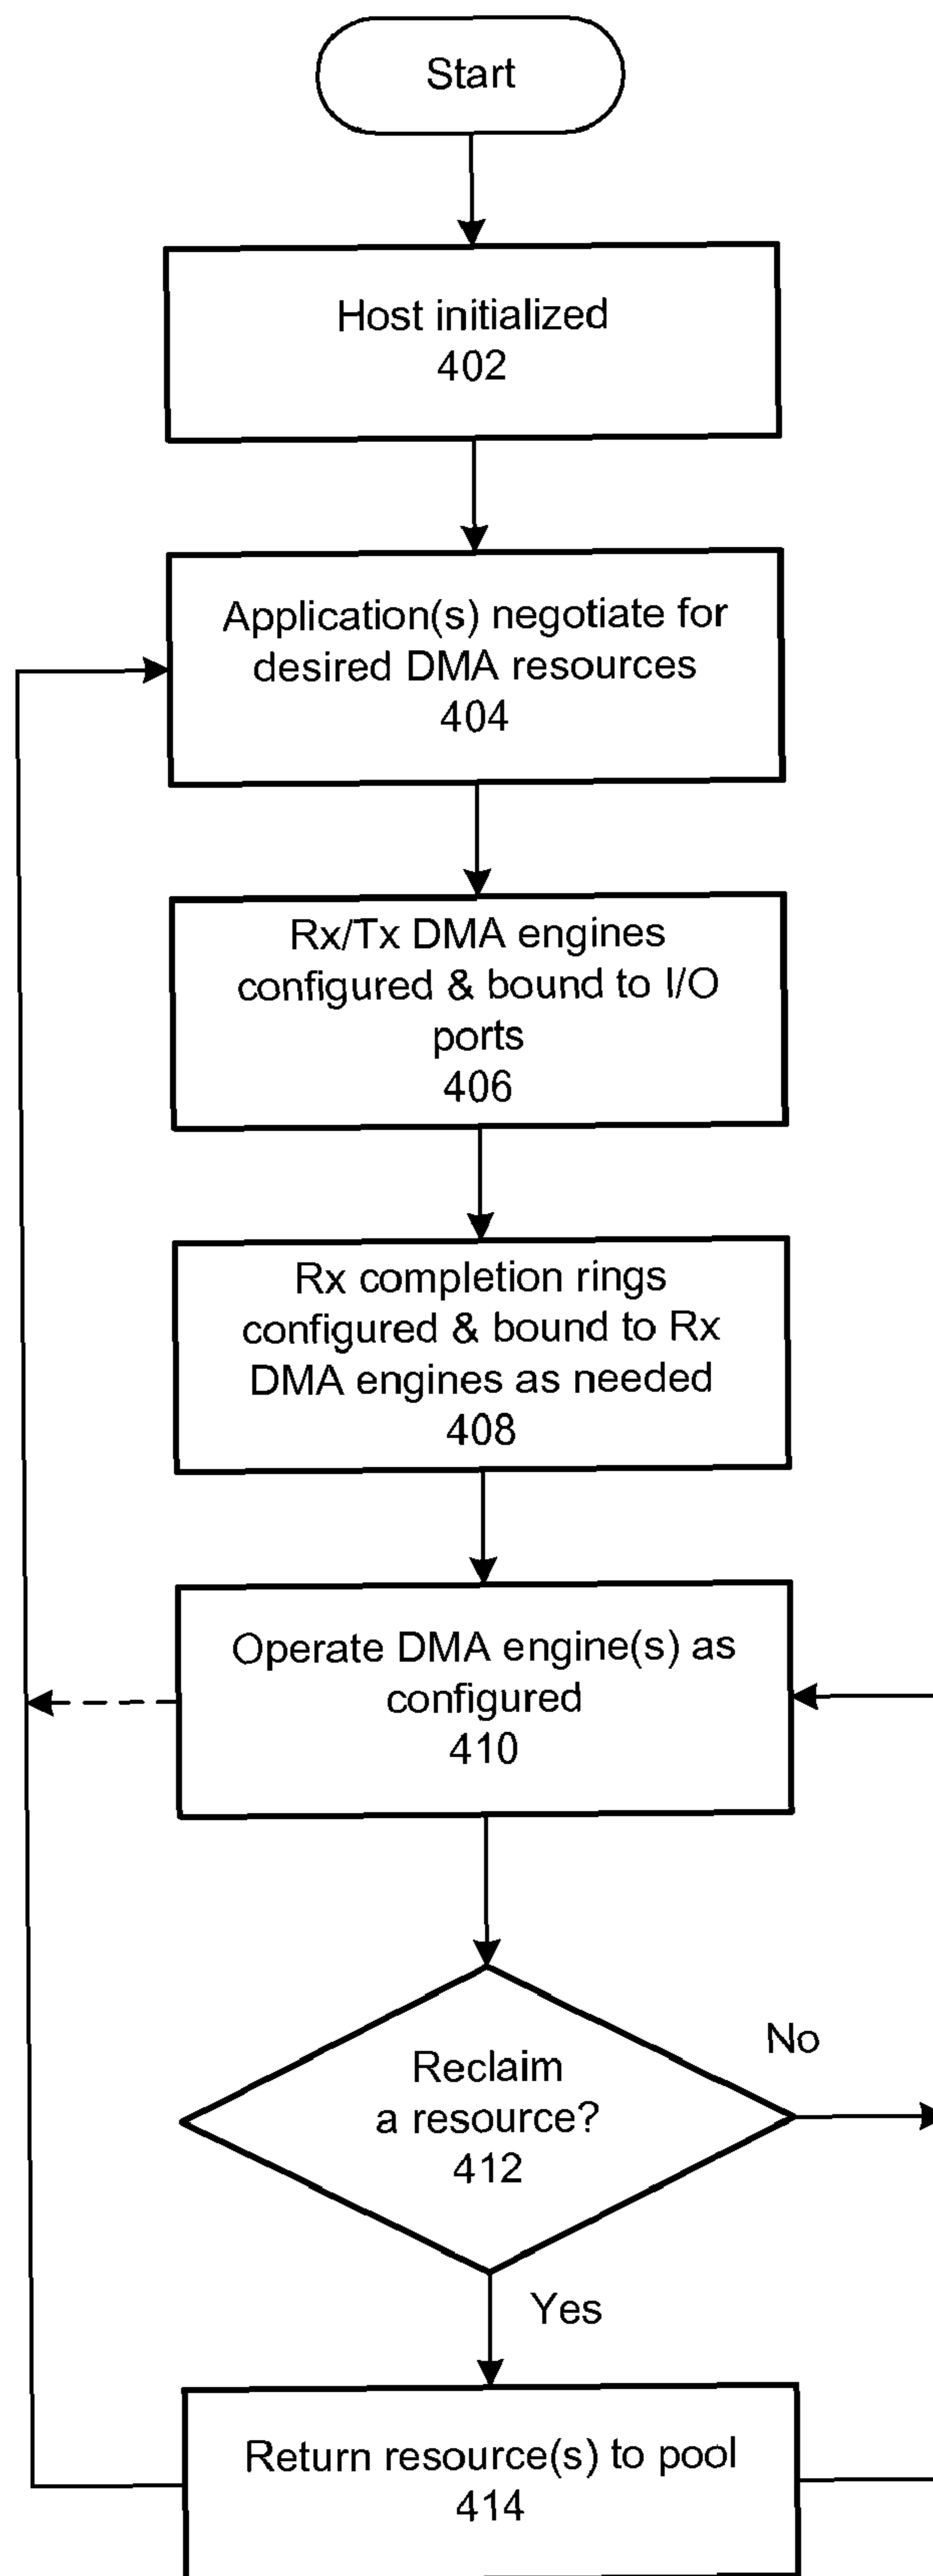 Start
Host initialized
402
Application(s) negotiate for
desired DMA resources
404
Rx/Tx DMA engines
configured & bound to I/O
ports
406
Rx completion rings
configured & bound to Rx
DMA engines as needed
408
Operate DMA engine(s) as
configured
410
No
Reclaim
a resource?
412
Yes
Return resource(s) to pool
414